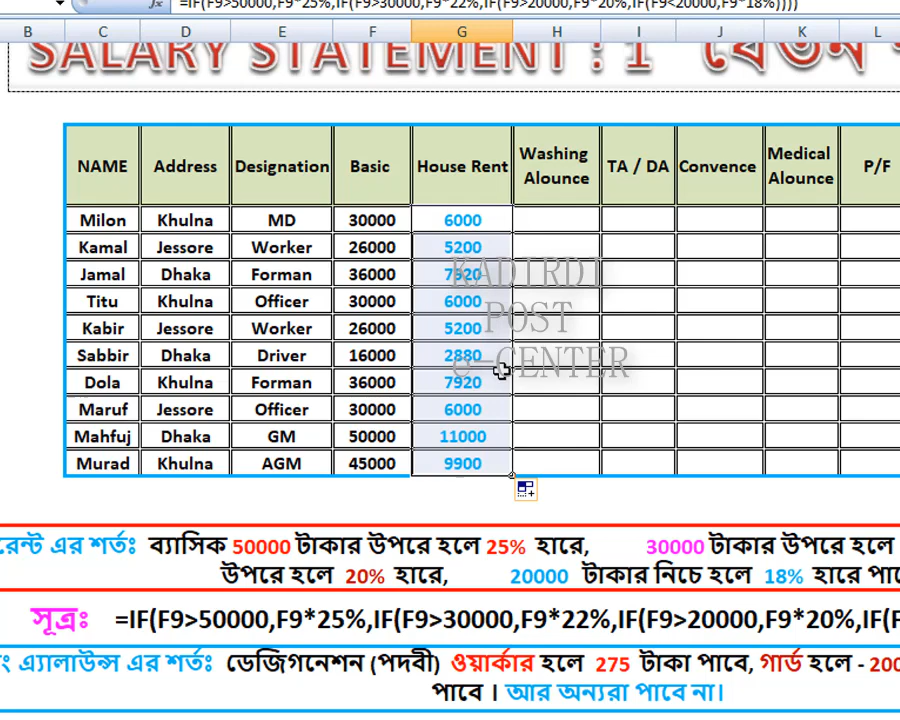 =IF(F9>50000,F9*25%,IF(F9>30000,F9*22%,IF(F9>20000,F9*20%,IF(F9<20000,F9*18%))))
B C D E F G H I J K L
SALARY STATEMENT : 1 বেতন
NAME Address Designation Basic House Rent Washing Alounce TA / DA Convence Medical Alounce P/F
Milon Khulna MD 30000 6000
Kamal Jessore Worker 26000 5200
Jamal Dhaka Forman 36000 7920
Titu Khulna Officer 30000 6000
Kabir Jessore Worker 26000 5200
Sabbir Dhaka Driver 16000 2880
Dola Khulna Forman 36000 7920
Maruf Jessore Officer 30000 6000
Mahfuj Dhaka GM 50000 11000
Murad Khulna AGM 45000 9900
KADIRDI
POST
e-CENTER
রেন্ট এর শর্তঃ ব্যাসিক 50000 টাকার উপরে হলে 25% হারে, 30000 টাকার উপরে হলে
উপরে হলে 20% হারে, 20000 টাকার নিচে হলে 18% হারে
সূত্রঃ =IF(F9>50000,F9*25%,IF(F9>30000,F9*22%,IF(F9>20000,F9*20%,IF(F
এ্যালাউন্স এর শর্তঃ ডেজিগনেশন (পদবী) ওয়ার্কার হলে 275 টাকা পাবে, গার্ড হলে - 200
পাবে । আর অন্যরা পাবে না।